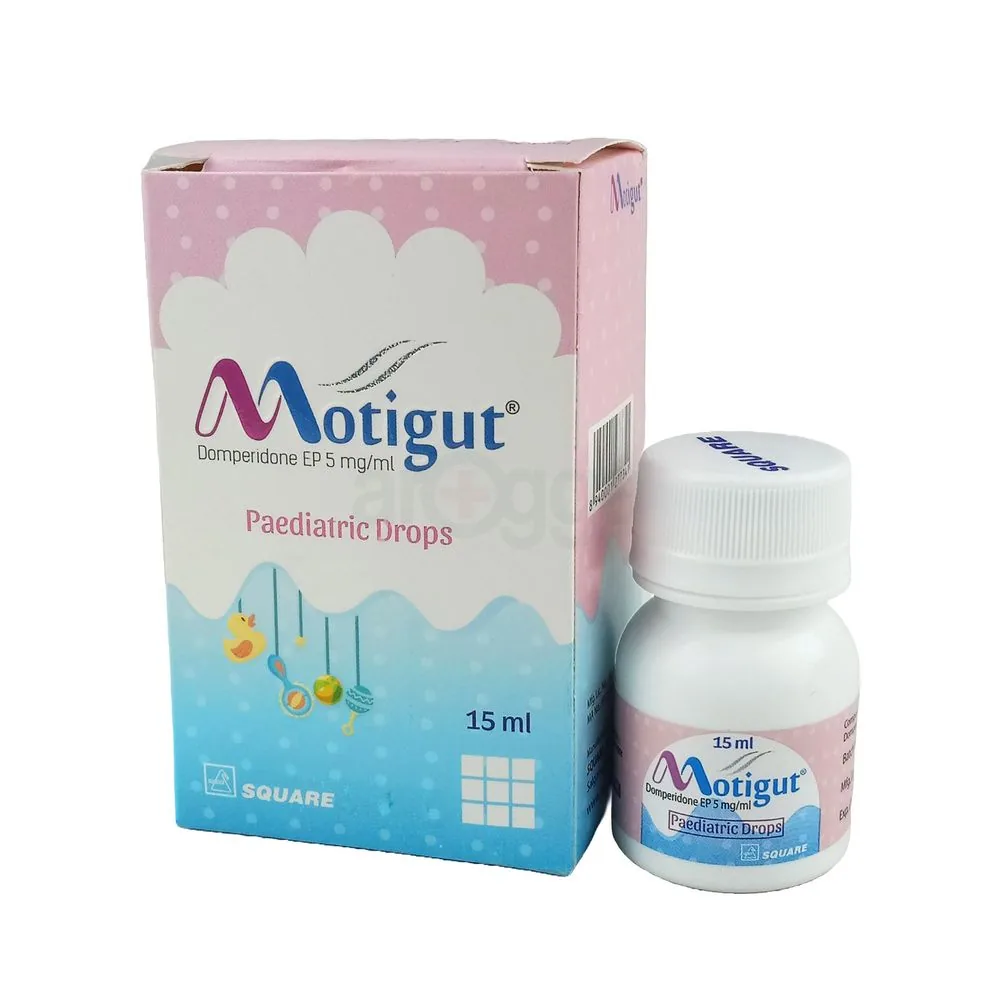 Motigut®
Domperidone EP 5 mg/ml
Paediatric Drops
15 ml
SQUARE
Motigut®
SQUARE
15 ml
Motigut®
Domperidone EP 5 mg/ml
Paediatric Drops
SQUARE